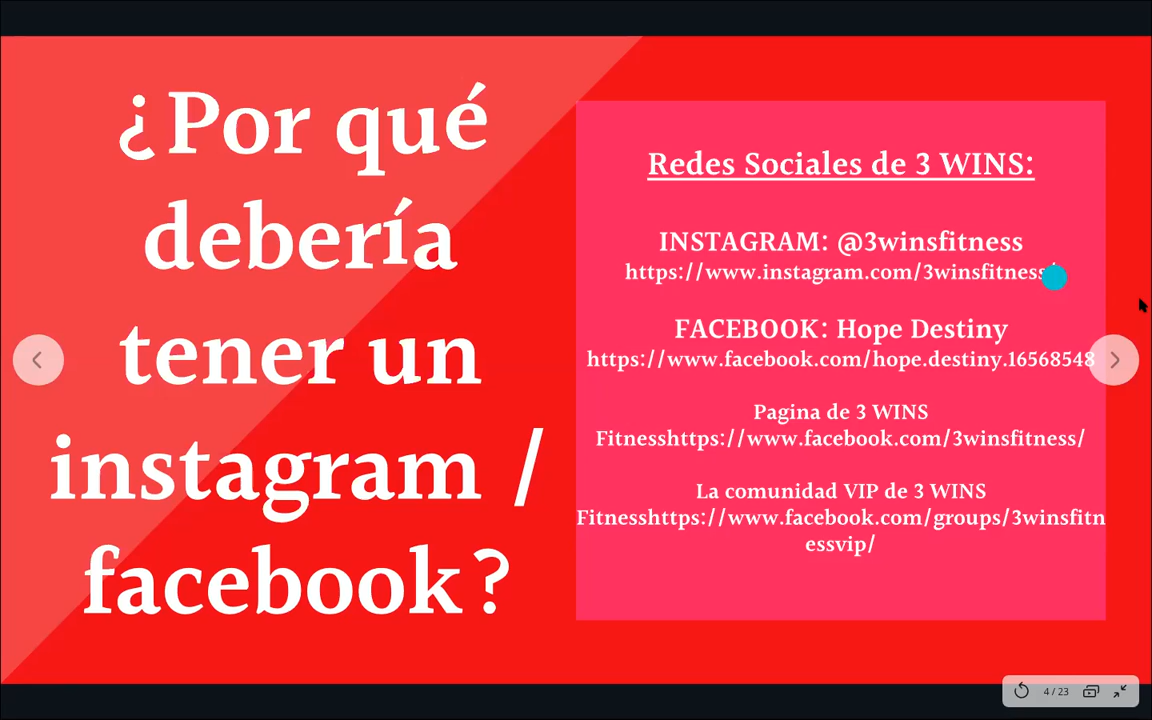 ¿Por qué
debería
tener un
instagram /
facebook?
Redes Sociales de 3 WINS:
INSTAGRAM: @3winsfitness
https://www.instagram.com/3winsfitness/
FACEBOOK: Hope Destiny
https://www.facebook.com/hope.destiny.16568548
Pagina de 3 WINS
Fitnesshttps://www.facebook.com/3winsfitness/
La comunidad VIP de 3 WINS
Fitnesshttps://www.facebook.com/groups/3winsfitn
essvip/
4 / 23